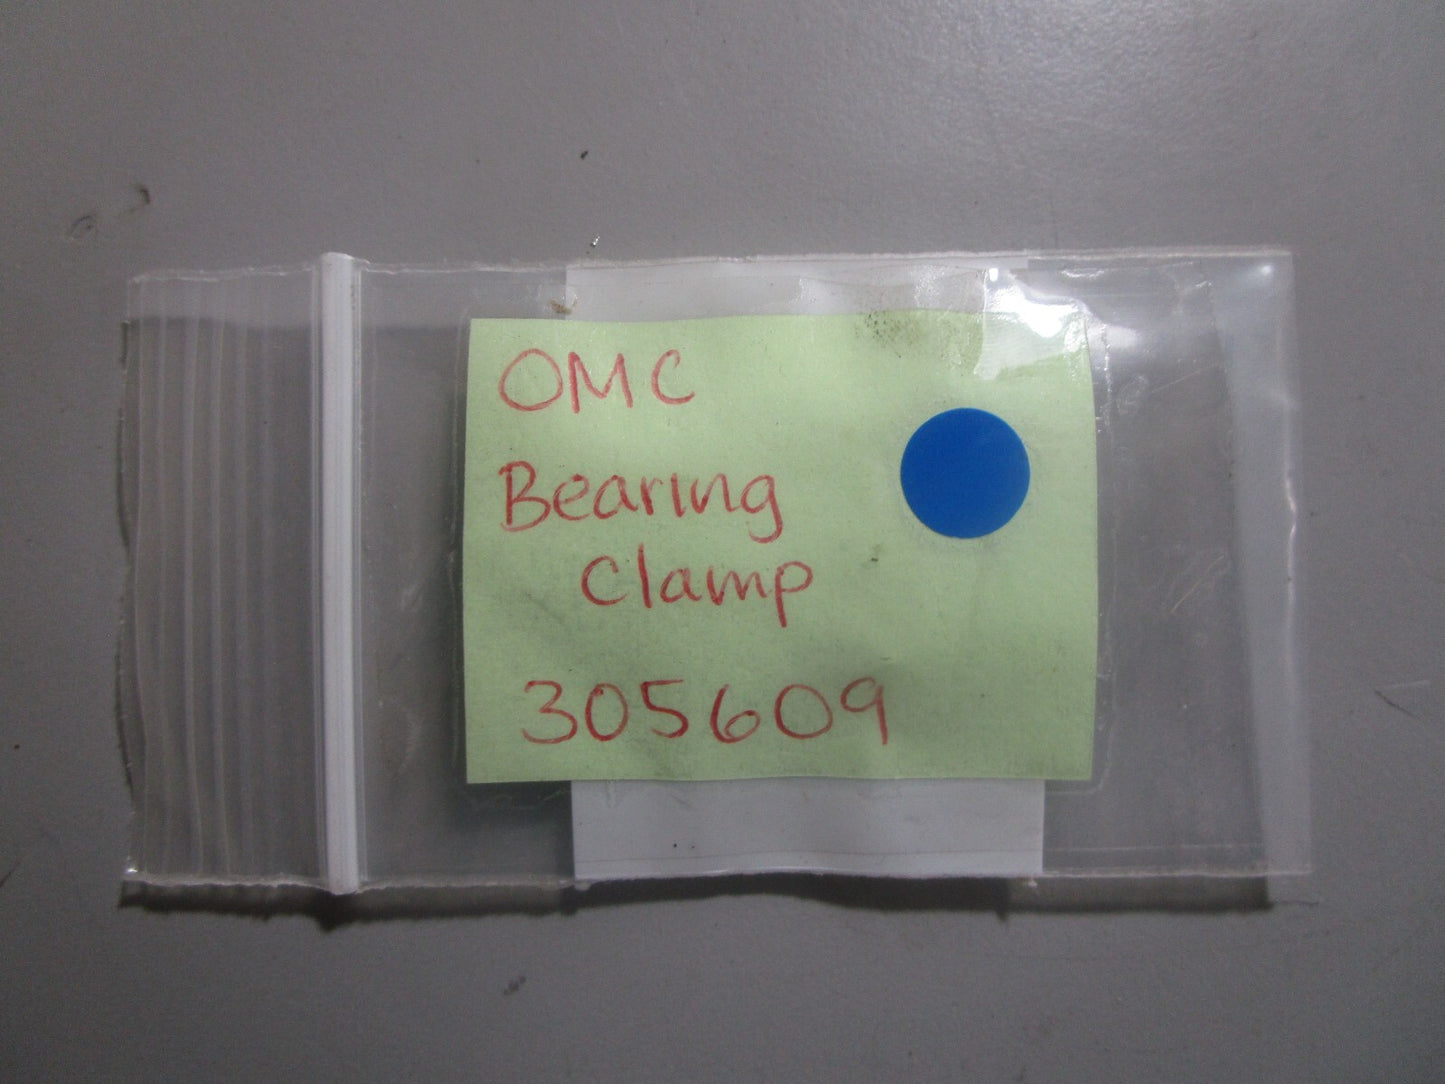 OMC
Bearing
Clamp
305609